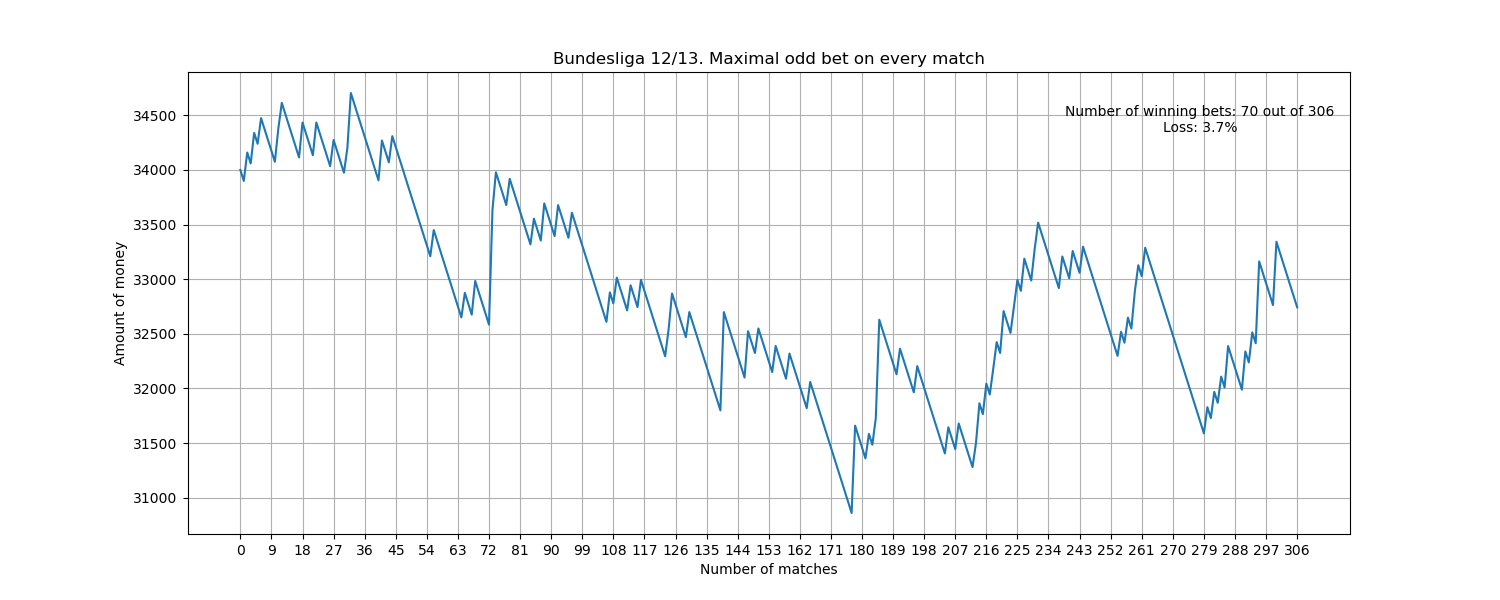 Bundesliga 12/13. Maximal odd bet on every match
Number of winning bets: 70 out of 306
Loss: 3.7%
Amount of money
34500
34000
33500
33000
32500
32000
31500
31000
0 9 18 27 36 45 54 63 72 81 90 99 108 117 126 135 144 153 162 171 180 189 198 207 216 225 234 243 252 261 270 279 288 297 306
Number of matches